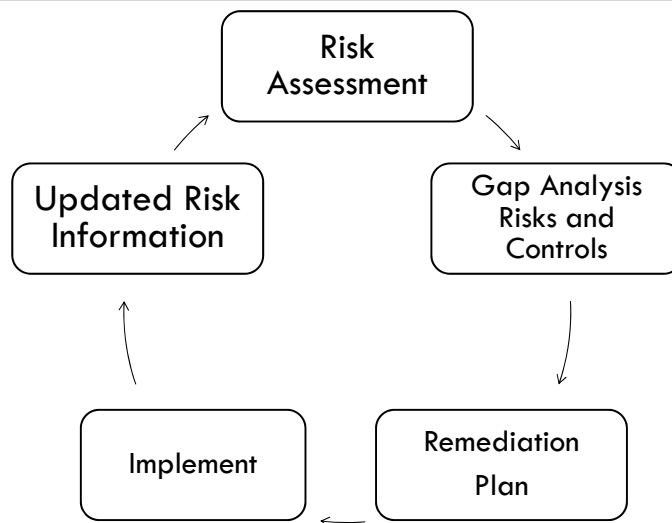 Risk
Assessment
Gap Analysis
Risks and
Controls
Remediation
Plan
Implement
Updated Risk
Information